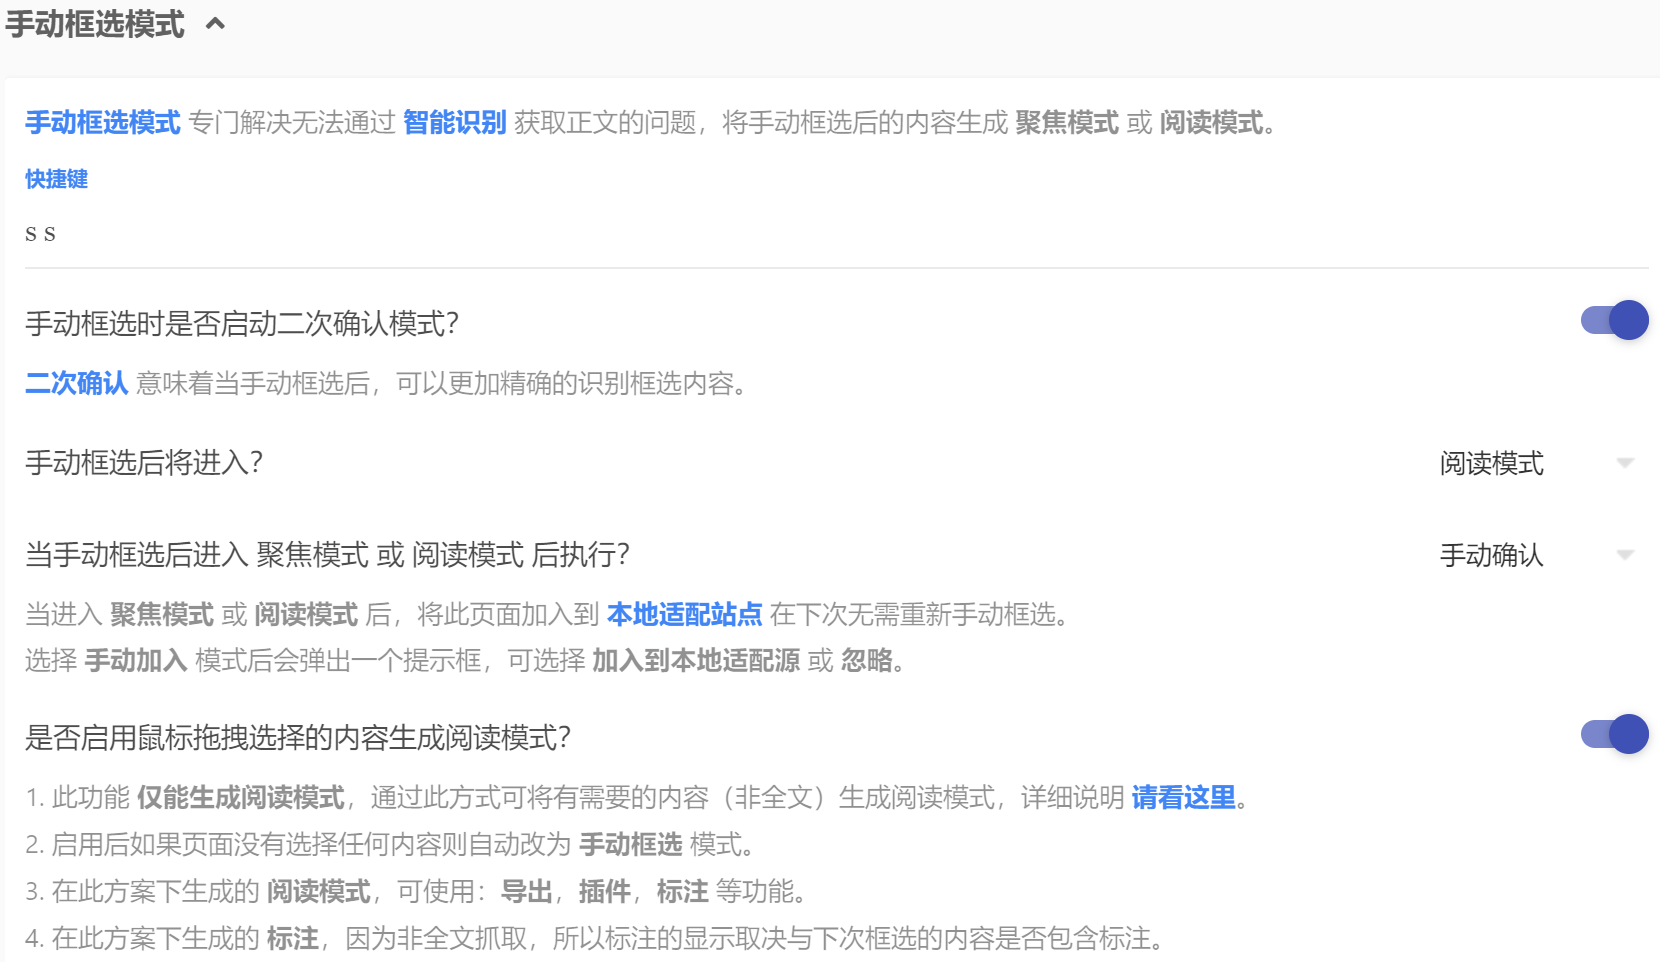 手动框选模式
手动框选模式 专门解决无法通过 智能识别 获取正文的问题，将手动框选后的内容生成 聚焦模式 或 阅读模式。
快捷键
s s
手动框选时是否启动二次确认模式？
二次确认 意味着当手动框选后，可以更加精确的识别框选内容。
手动框选后将进入？ 阅读模式
当手动框选后进入 聚焦模式 或 阅读模式 后执行？ 手动确认
当进入 聚焦模式 或 阅读模式 后，将此页面加入到 本地适配站点 在下次无需重新手动框选。
选择 手动加入 模式后会弹出一个提示框，可选择 加入到本地适配源 或 忽略。
是否启用鼠标拖拽选择的内容生成阅读模式？
1. 此功能 仅能生成阅读模式，通过此方式可将有需要的内容（非全文）生成阅读模式，详细说明 请看这里。
2. 启用后如果页面没有选择任何内容则自动改为 手动框选 模式。
3. 在此方案下生成的 阅读模式，可使用：导出，插件，标注 等功能。
4. 在此方案下生成的 标注，因为非全文抓取，所以标注的显示取决与下次框选的内容是否包含标注。